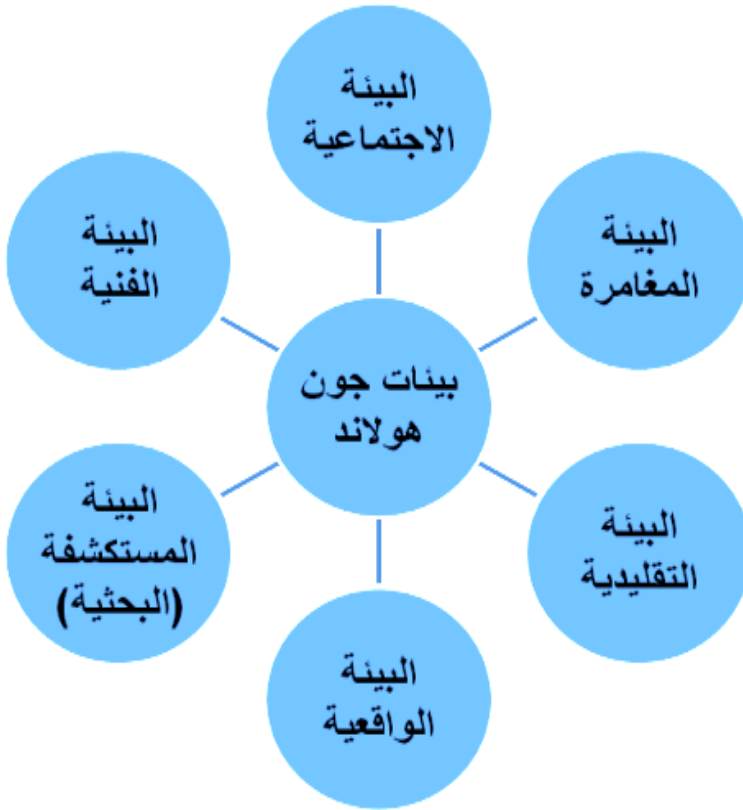 البيئة
الاجتماعية
البيئة
المغامرة
البيئة
الفنية
بيئات جون
هولاند
البيئة
التقليدية
البيئة
المستكشفة
(البحثية)
البيئة
الواقعية